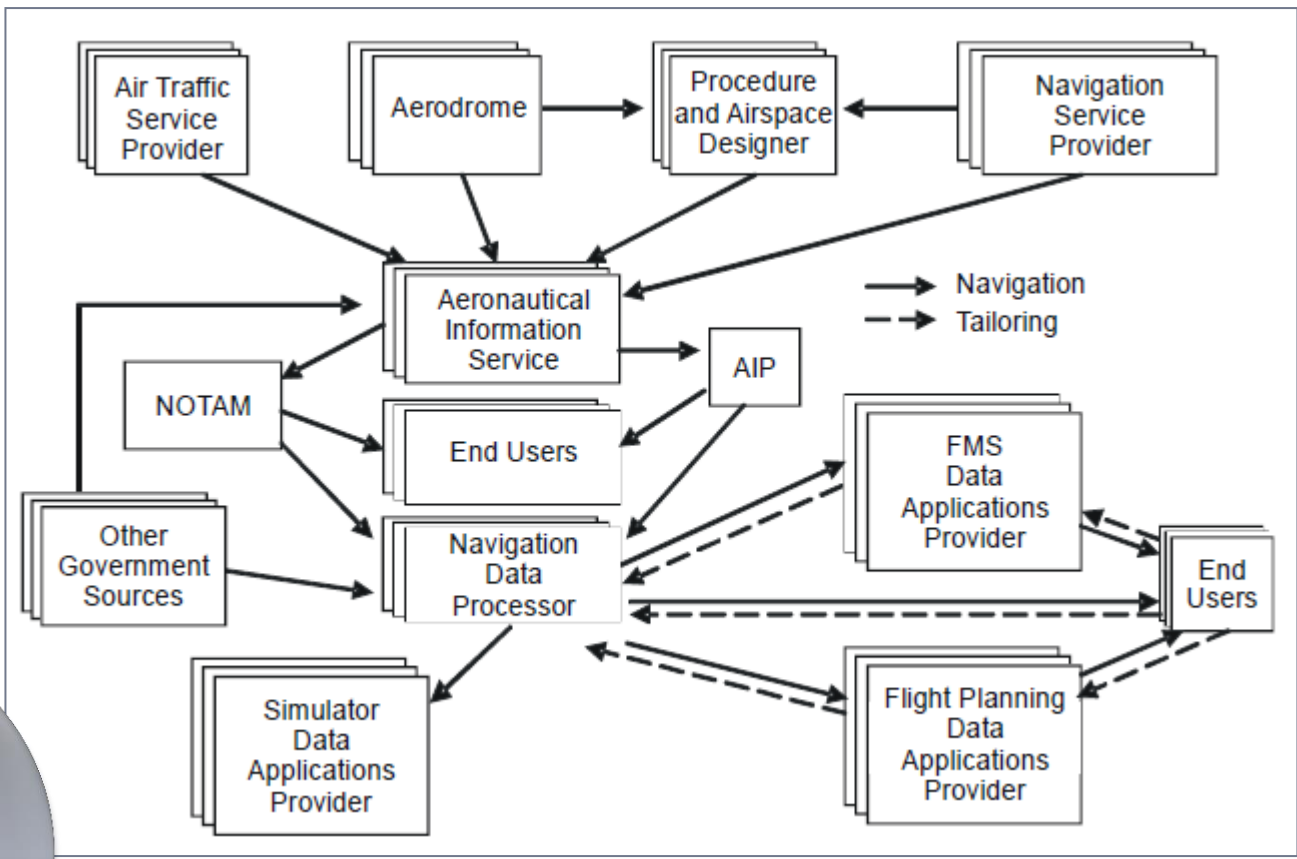 Air Traffic
Service
Provider
Aerodrome
Procedure
and Airspace
Designer
Navigation
Service
Provider
Aeronautical
Information
Service
Navigation
Tailoring
AIP
NOTAM
End Users
FMS
Data
Applications
Provider
Other
Government
Sources
Navigation
Data
Processor
End
Users
Simulator
Data
Applications
Provider
Flight Planning
Data
Applications
Provider